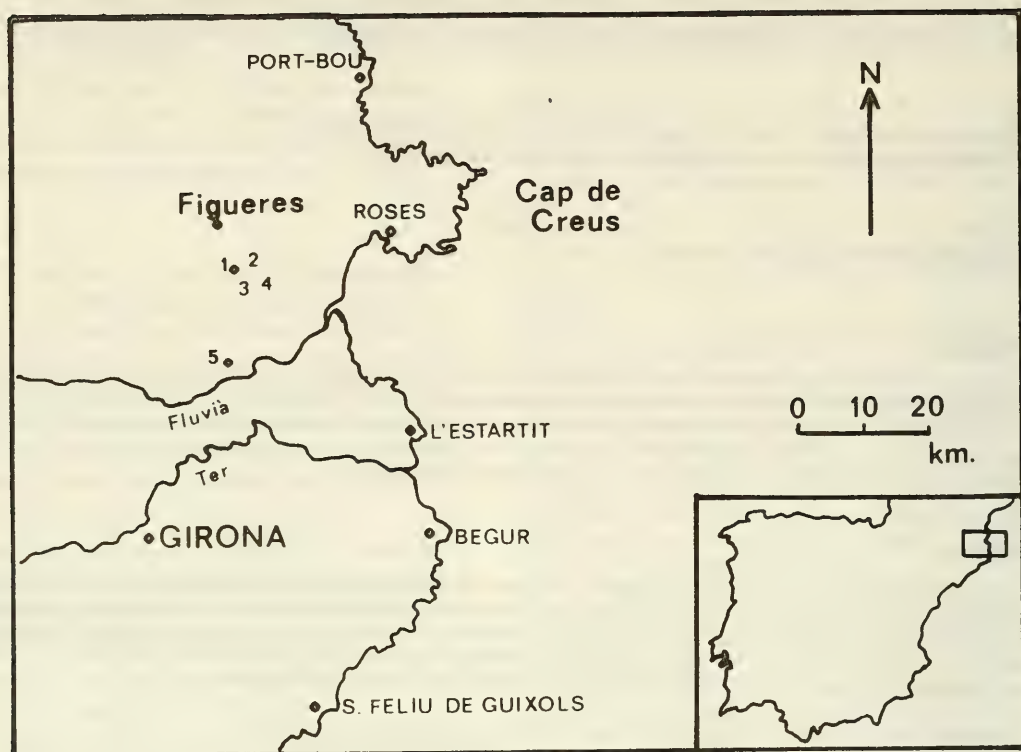 PORT-BOU
N
Figueres
ROSES
Cap de
Creus
1 2
3 4
5
Fluvià
0 10 20
km.
L'ESTARTIT
Ter
GIRONA
BEGUR
S. FELIU DE GUIXOLS